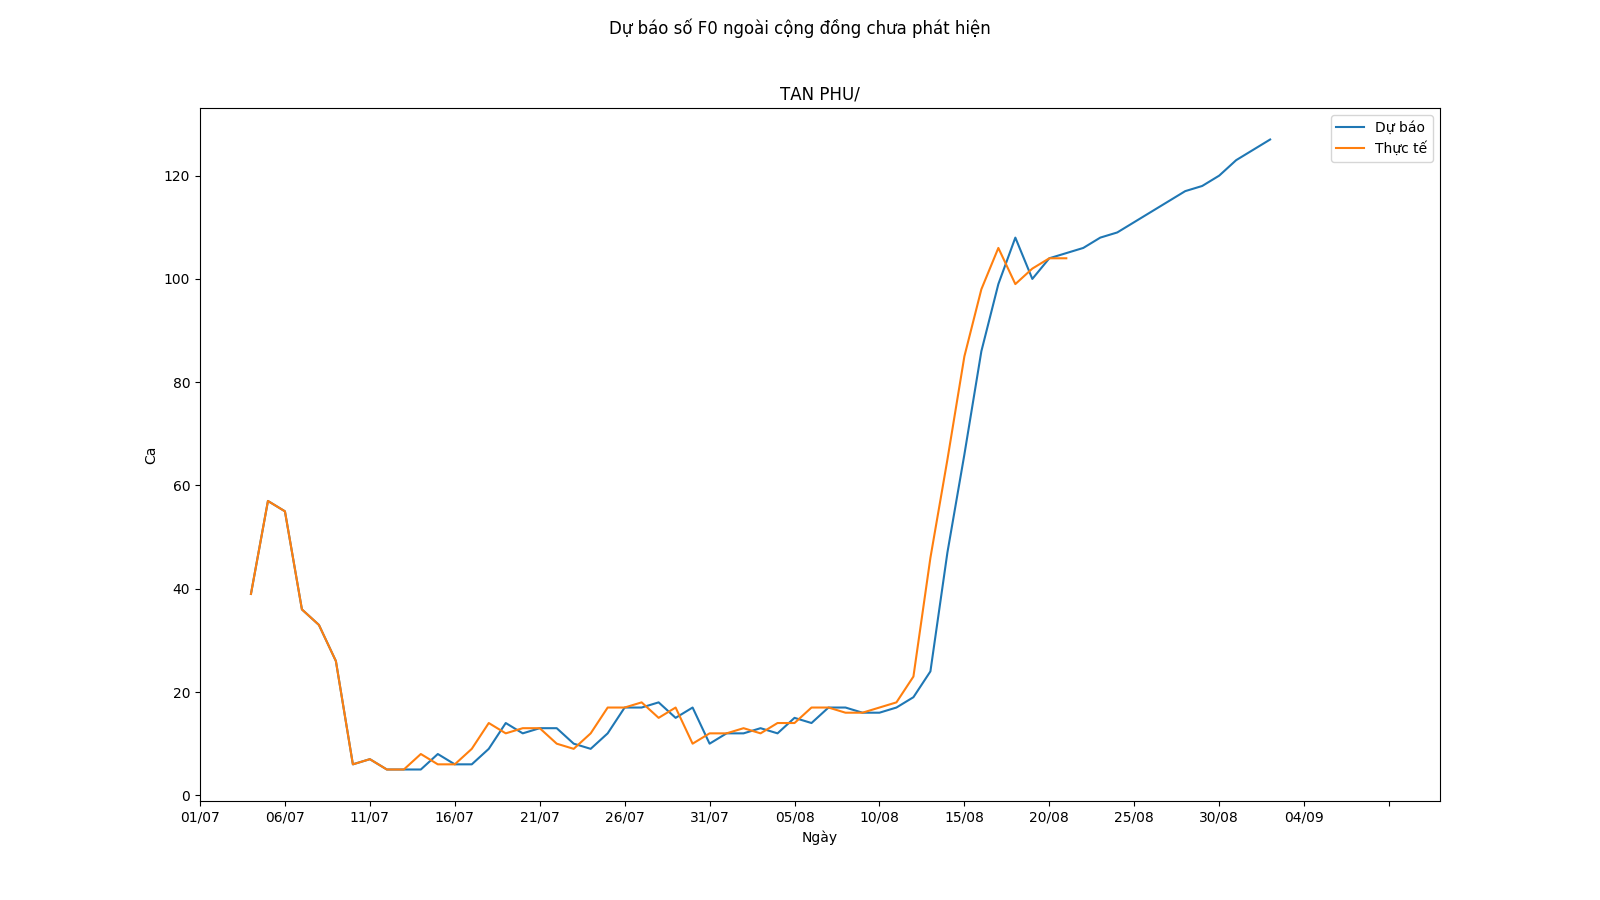 Dự báo số F0 ngoài cộng đồng chưa phát hiện
TAN PHU/
Dự báo
Thực tế
120
100
80
60
40
20
0
Ca
01/07 06/07 11/07 16/07 21/07 26/07 31/07 05/08 10/08 15/08 20/08 25/08 30/08 04/09
Ngày